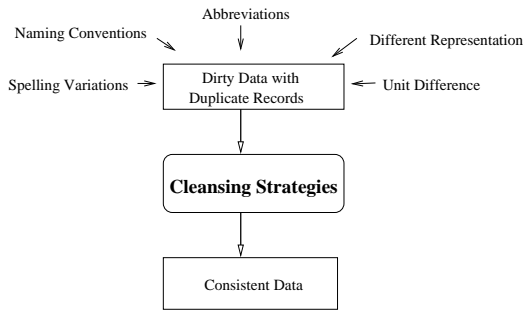 Abbreviations
Naming Conventions
Different Representation
Spelling Variations
Dirty Data with
Duplicate Records
Unit Difference
Cleansing Strategies
Consistent Data